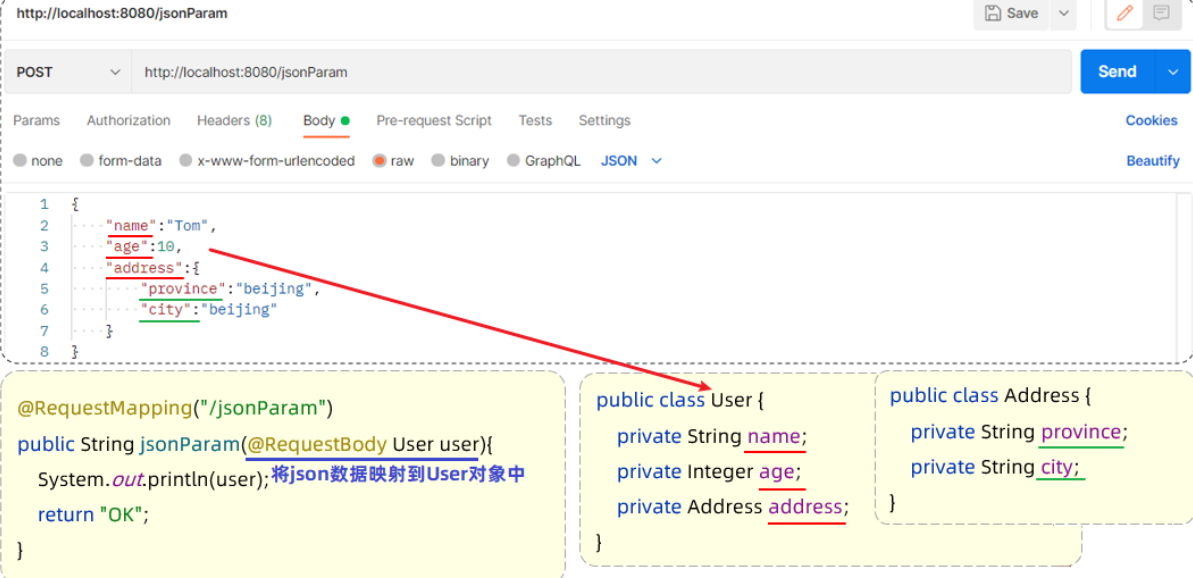 http://localhost:8080/jsonParam
Save
POST
http://localhost:8080/jsonParam
Send
Params Authorization Headers (8) Body Pre-request Script Tests Settings Cookies
none form-data x-www-form-urlencoded raw binary GraphQL JSON Beautify
1 {
2 "name":"Tom",
3 "age":10,
4 "address":{
5 "province":"beijing",
6 "city":"beijing"
7 }
8 }
@RequestMapping("/jsonParam")
public String jsonParam(@RequestBody User user){
System.out.println(user);将json数据映射到User对象中
return "OK";
}
public class User {
private String name;
private Integer age;
private Address address;
}
public class Address {
private String province;
private String city;
}